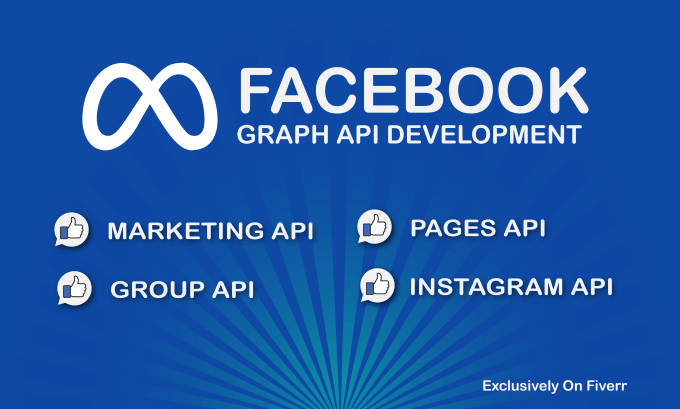 FACEBOOK
GRAPH API DEVELOPMENT
MARKETING API
PAGES API
GROUP API
INSTAGRAM API
Exclusively On Fiverr